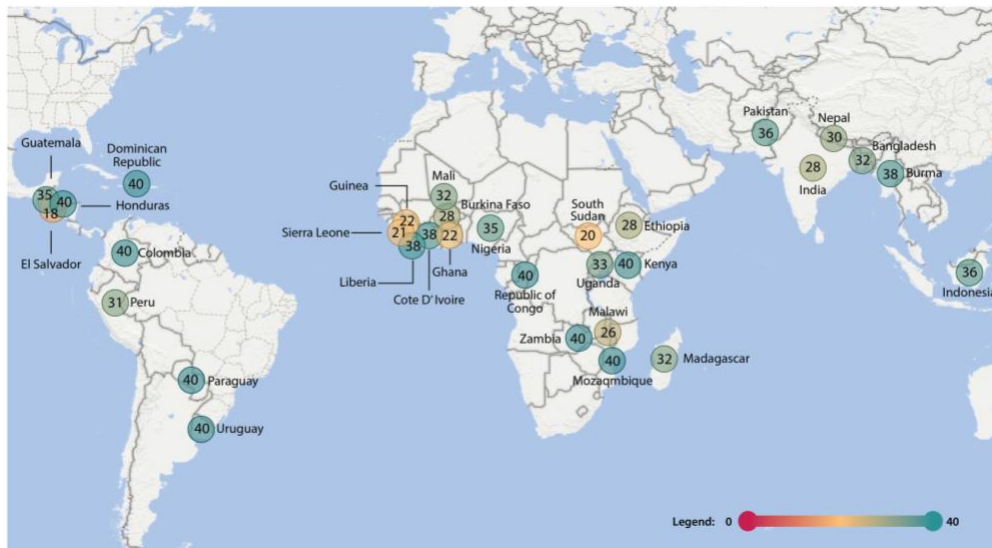 Guatemala
Dominican
Republic
40
35
40
18
Honduras
El Salvador
40
Colombia
31
Peru
40
Paraguay
40
Uruguay
Guinea
Mali
32
Burkina Faso
28
22
Sierra Leone
21
38
38
22
35
Nigeria
Liberia
Ghana
Cote D' Ivoire
South
Sudan
20
28
Ethiopia
33
40
Kenya
Uganda
40
Republic of
Congo
Malawi
26
Zambia
40
40
Mozaqmbique
32
Madagascar
Pakistan
36
Nepal
30
Bangladesh
32
28
India
38
Burma
36
Indonesia
Legend: 0
40